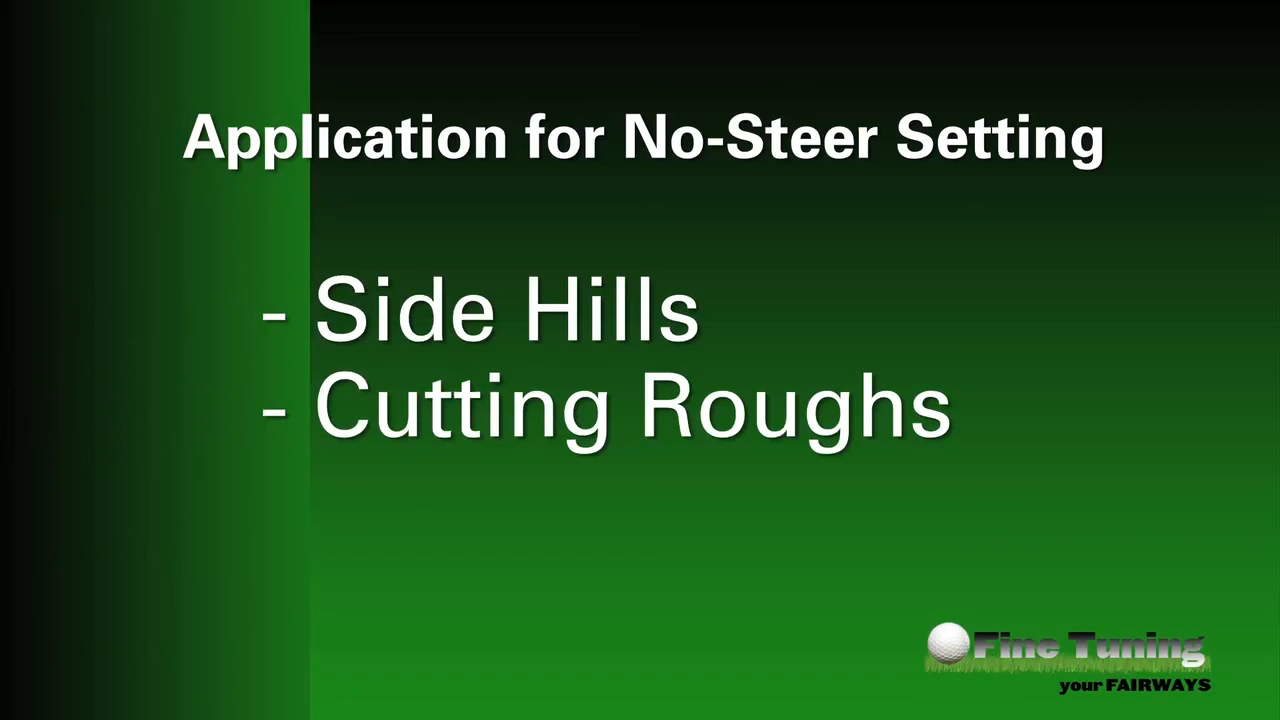 Application for No-Steer Setting
- Side Hills
- Cutting Roughs
Fine Tuning
your FAIRWAYS